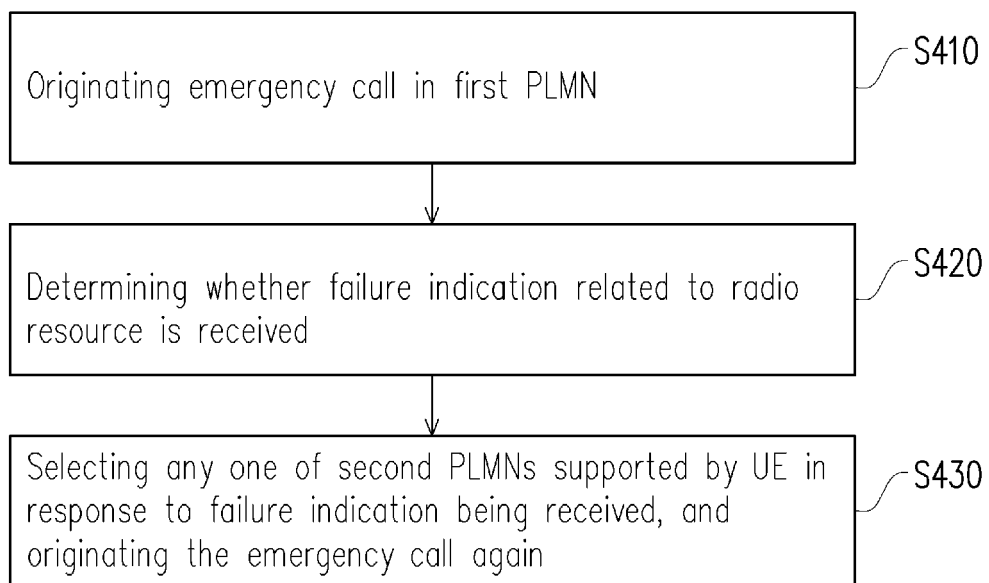 Originating emergency call in first PLMN
S410
Determining whether failure indication related to radio
resource is received
S420
Selecting any one of second PLMNs supported by UE in
response to failure indication being received, and
originating the emergency call again
S430